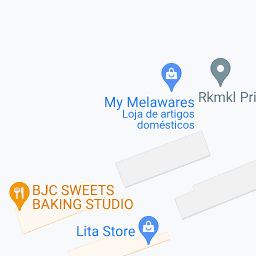 My Melawares
Loja de artigos
domésticos
Rkmkl Pri
BJC SWEETS
BAKING STUDIO
Lita Store